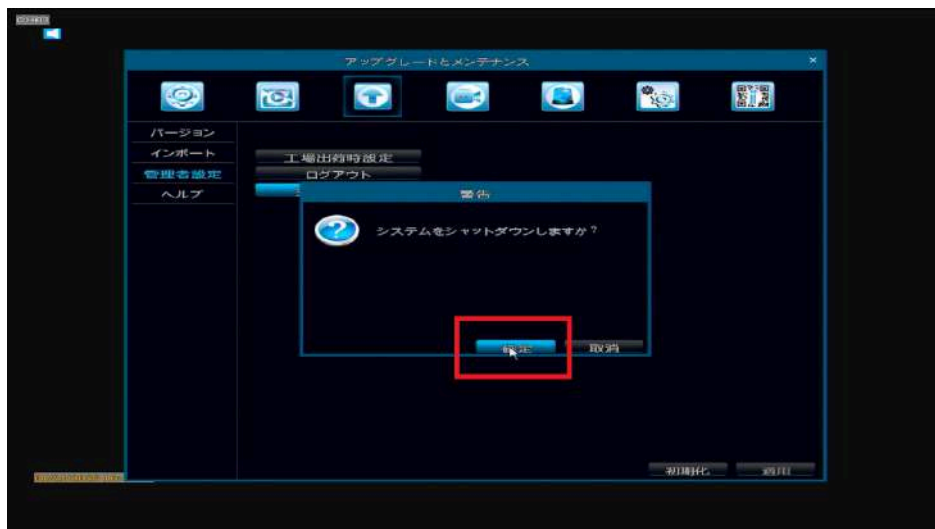 アップグレードとメンテナンス ×
バージョン
インポート
管理者設定
ヘルプ
工場出荷時設定
ログアウト
警告
システムをシャットダウンしますか？
確定
取消
初期化
適用